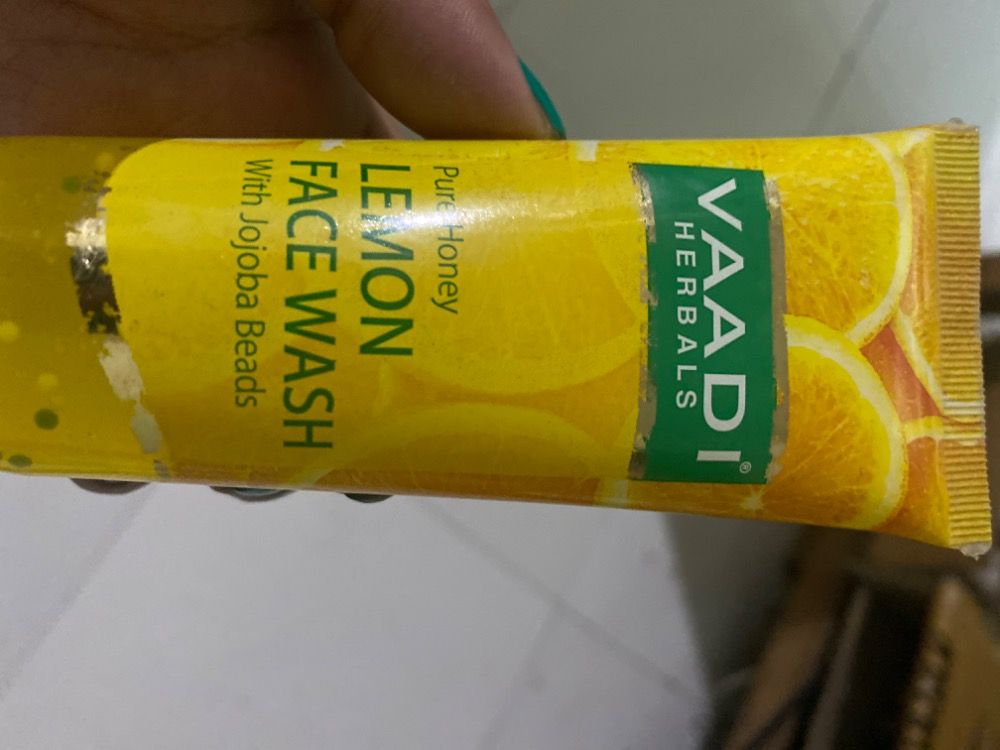 VAADI®
HERBALS
Pure Honey
LEMON
FACE WASH
With Jojoba Beads